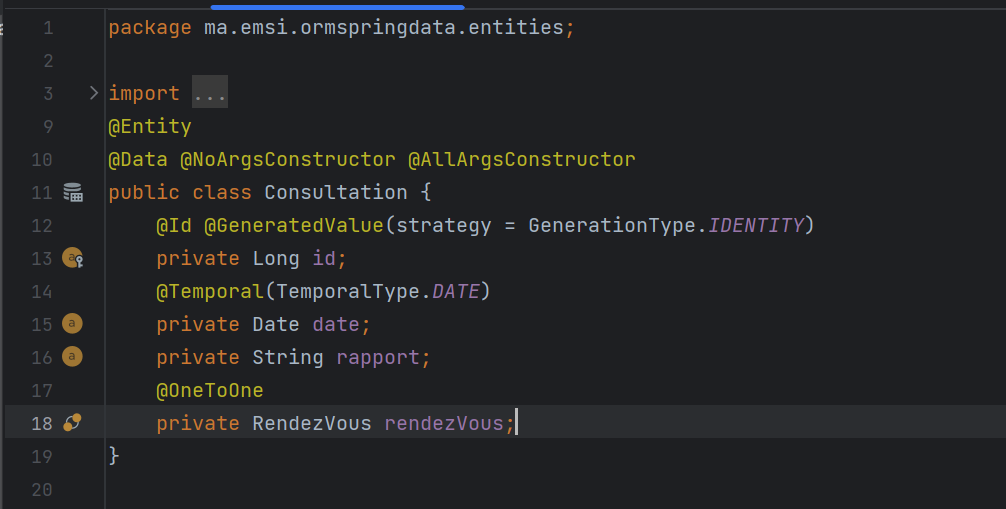 1 package ma.emsi.ormspringdata.entities;
2
3 import ...
9 @Entity
10 @Data @NoArgsConstructor @AllArgsConstructor
11 public class Consultation {
12 @Id @GeneratedValue(strategy = GenerationType.IDENTITY)
13 private Long id;
14 @Temporal(TemporalType.DATE)
15 private Date date;
16 private String rapport;
17 @OneToOne
18 private RendezVous rendezVous;
19 }
20